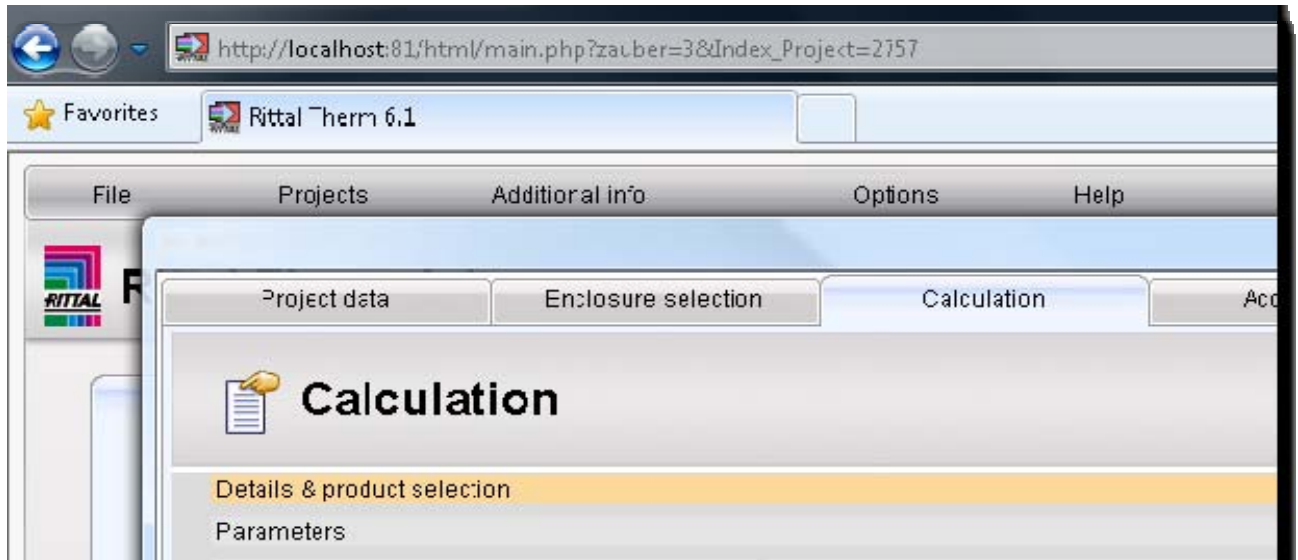 http://localhost:81/html/main.php?zauber=3&Index_Project=2757
Favorites Rittal Therm 6.1
File Projects Additional info Options Help
RITTAL
Project data Enclosure selection Calculation
Calculation
Details & product selection
Parameters